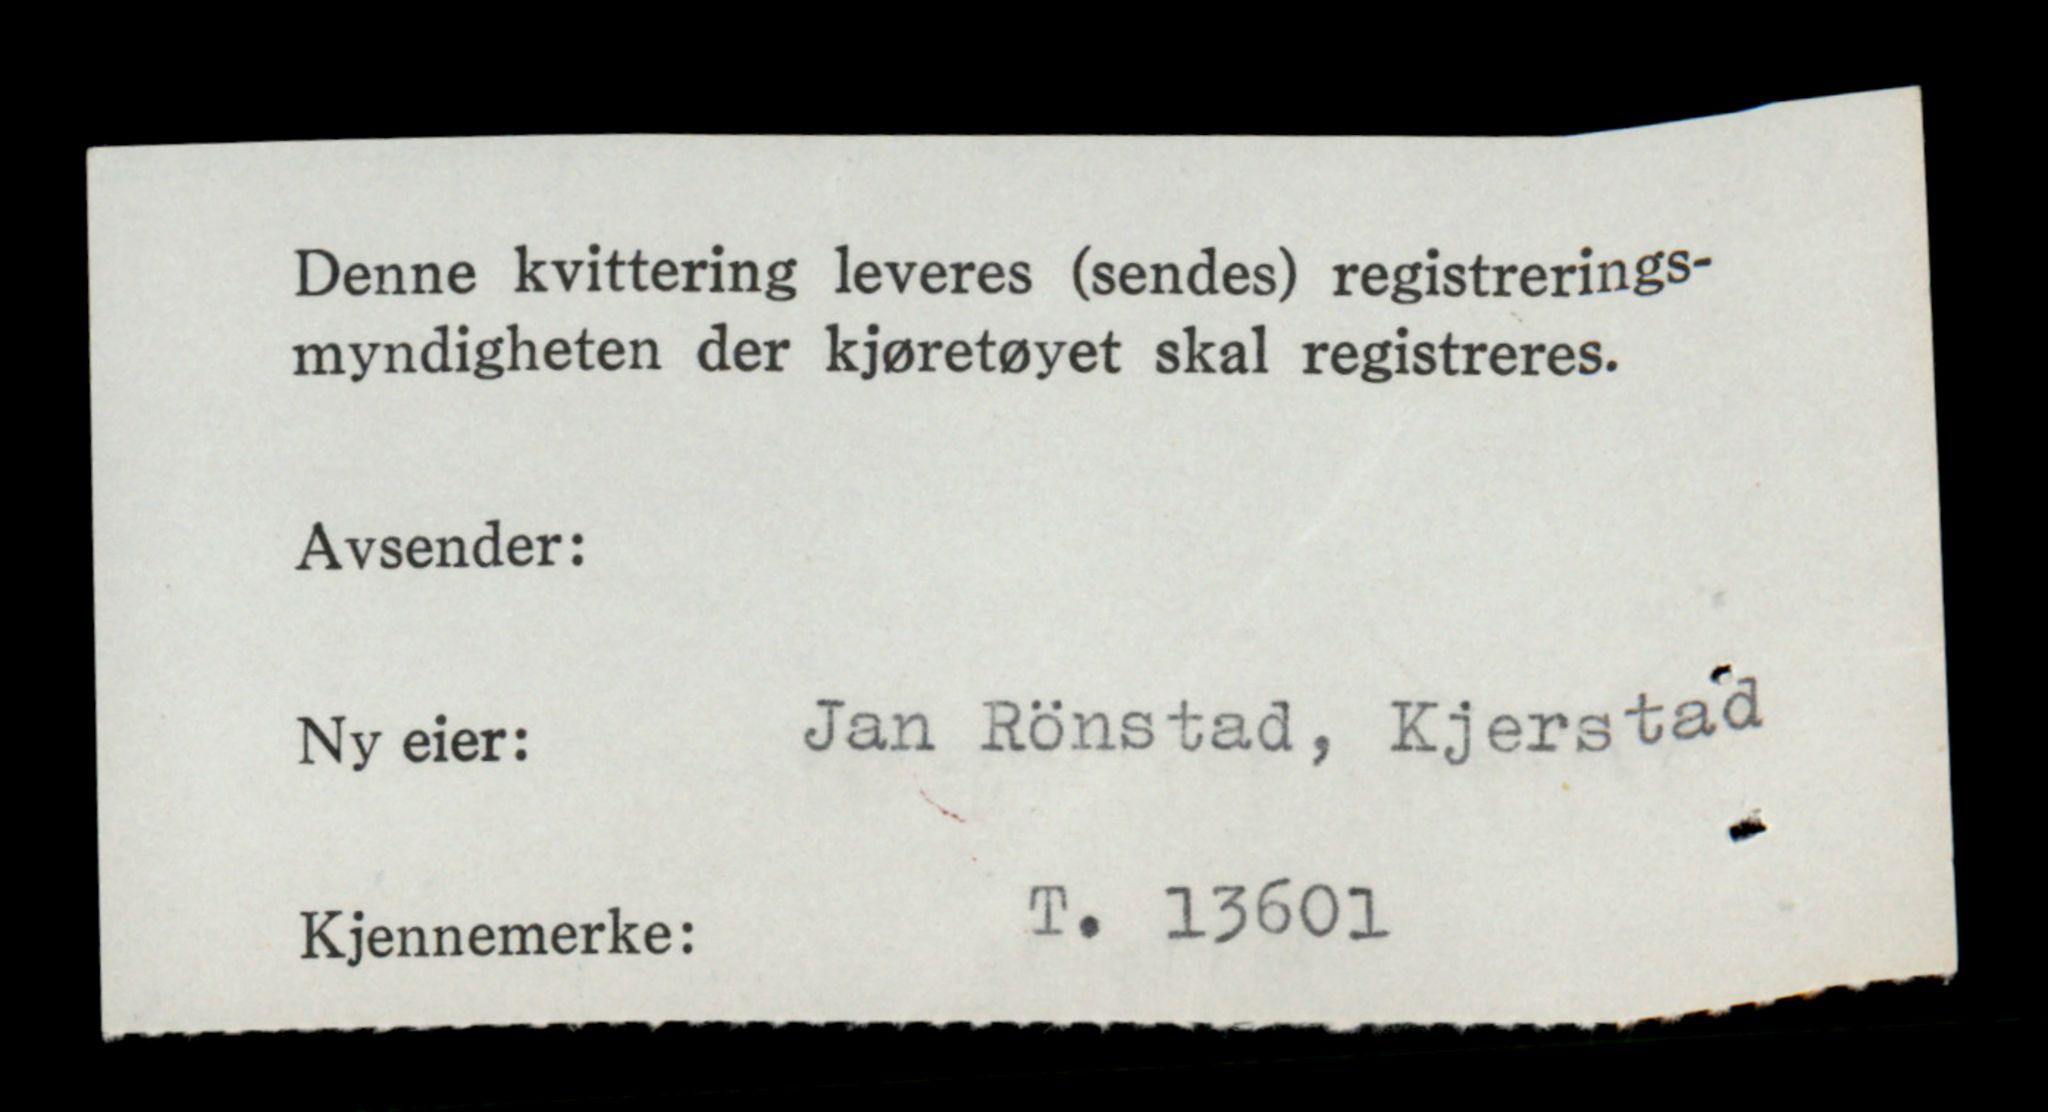 Denne kvittering leveres (sendes) registrerings-
myndigheten der kjøretøyet skal registreres.
Avsender:
Ny eier: Jan Rönstad, Kjerstad
Kjennemerke: T. 13601